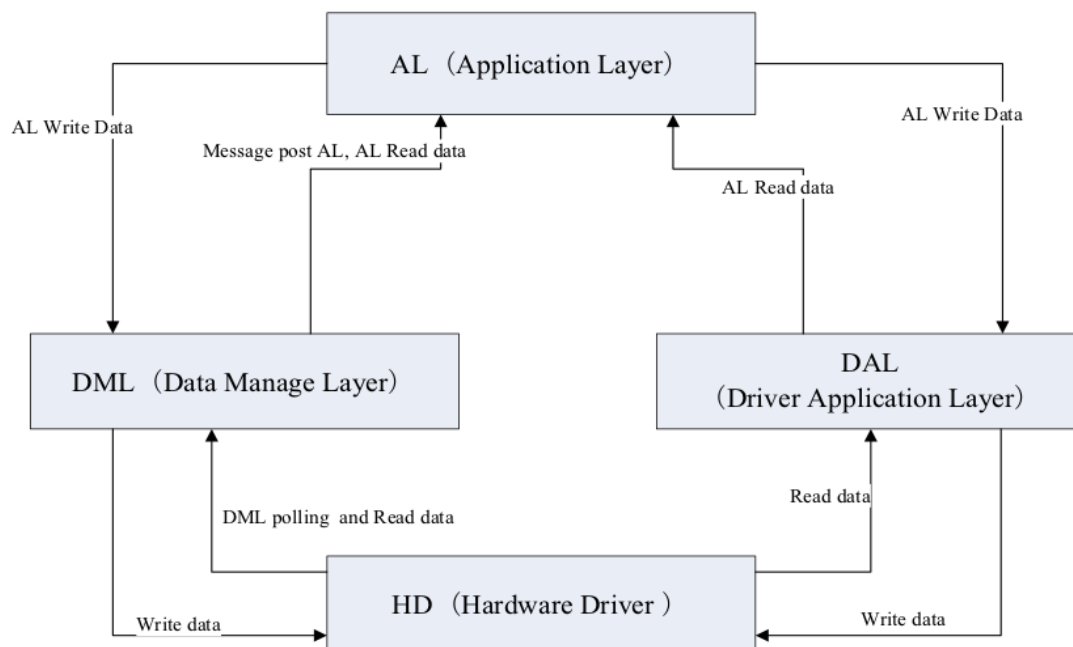 AL（Application Layer）
AL Write Data
AL Write Data
Message post AL, AL Read data
AL Read data
DML（Data Manage Layer）
DAL
（Driver Application Layer）
DML polling and Read data
Read data
HD（Hardware Driver ）
Write data
Write data